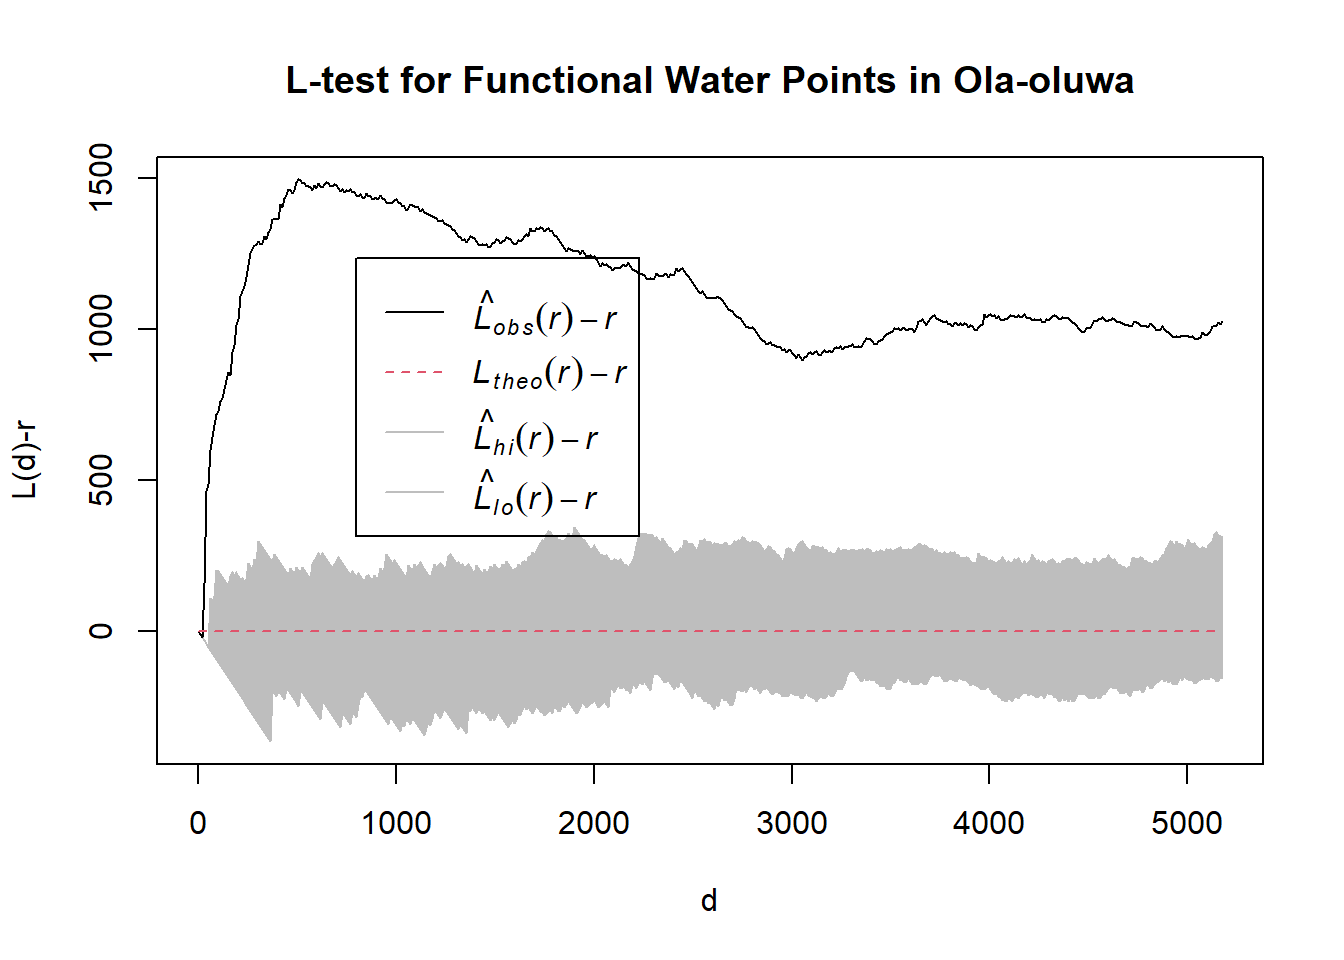 L-test for Functional Water Points in Ola-oluwa
L(d)-r
1500
1000
500
0
L̂obs(r) − r
Ltheo(r) − r
L̂hi(r) − r
L̂lo(r) − r
0 1000 2000 3000 4000 5000
d